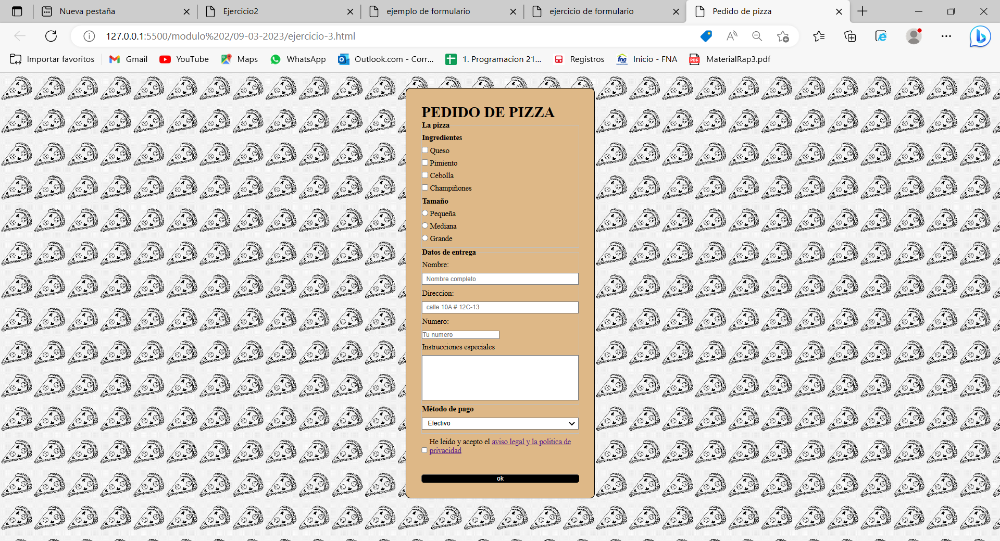 Nueva pestaña
Ejercicio2
ejemplo de formulario
ejercicio de formulario
Pedido de pizza
127.0.0.1:5500/modulo%202/09-03-2023/ejercicio-3.html
Importar favoritos
Gmail
YouTube
Maps
WhatsApp
Outlook.com - Corr...
1. Programacion 21...
Registros
fna
Inicio - FNA
PDF
MaterialRap3.pdf
PEDIDO DE PIZZA
La pizza
Ingredientes
Queso
Pimiento
Cebolla
Champiñones
Tamaño
Pequeña
Mediana
Grande
Datos de entrega
Nombre:
Nombre completo
Direccion:
calle 10A # 12C-13
Numero:
Tu numero
Instrucciones especiales
Método de pago
Efectivo
He leido y acepto el aviso legal y la politica de
privacidad
ok